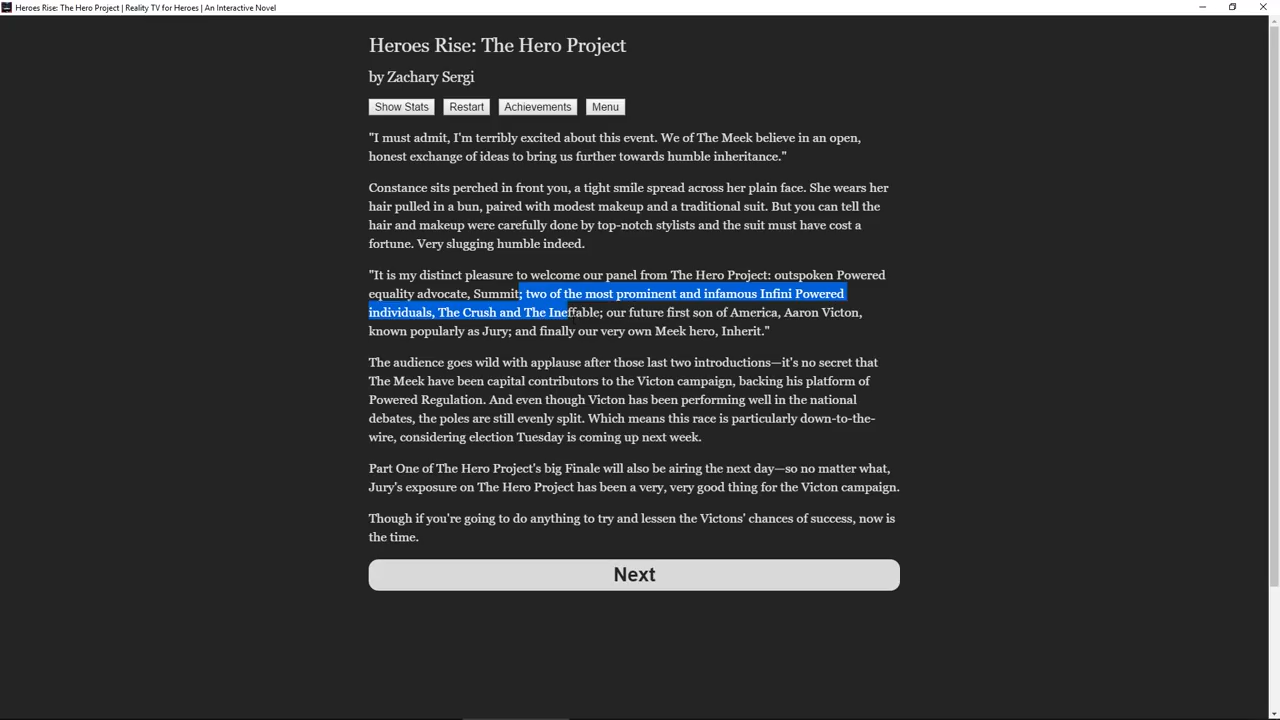 Heroes Rise: The Hero Project | Reality TV for Heroes | An Interactive Novel
Heroes Rise: The Hero Project
by Zachary Sergi
Show Stats Restart Achievements Menu
"I must admit, I'm terribly excited about this event. We of The Meek believe in an open,
honest exchange of ideas to bring us further towards humble inheritance."
Constance sits perched in front you, a tight smile spread across her plain face. She wears her
hair pulled in a bun, paired with modest makeup and a traditional suit. But you can tell the
hair and makeup were carefully done by top-notch stylists and the suit must have cost a
fortune. Very slugging humble indeed.
"It is my distinct pleasure to welcome our panel from The Hero Project: outspoken Powered
equality advocate, Summit; two of the most prominent and infamous Infini Powered
individuals, The Crush and The Ineffable; our future first son of America, Aaron Victon,
known popularly as Jury; and finally our very own Meek hero, Inherit."
The audience goes wild with applause after those last two introductions—it's no secret that
The Meek have been capital contributors to the Victon campaign, backing his platform of
Powered Regulation. And even though Victon has been performing well in the national
debates, the poles are still evenly split. Which means this race is particularly down-to-the-
wire, considering election Tuesday is coming up next week.
Part One of The Hero Project's big Finale will also be airing the next day—so no matter what,
Jury's exposure on The Hero Project has been a very, very good thing for the Victon campaign.
Though if you're going to do anything to try and lessen the Victons' chances of success, now is
the time.
Next